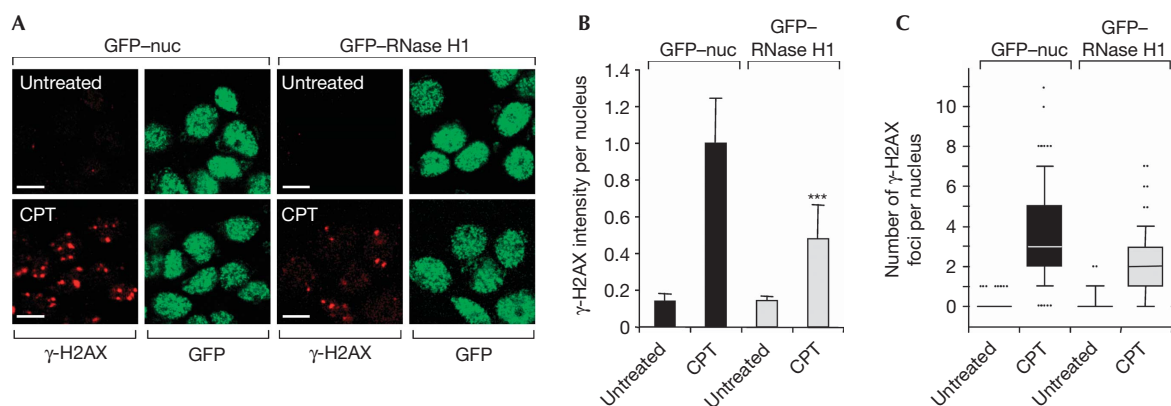 A
GFP–nuc
GFP–RNase H1
Untreated
Untreated
CPT
CPT
γ-H2AX
GFP
γ-H2AX
GFP
B
GFP–
GFP–nuc
RNase H1
γ-H2AX intensity per nucleus
1.4
1.2
1.0
0.8
0.6
0.4
0.2
0
***
Untreated
CPT
Untreated
CPT
C
GFP–
GFP–nuc
RNase H1
Number of γ-H2AX
foci per nucleus
10
8
6
4
2
0
Untreated
CPT
Untreated
CPT